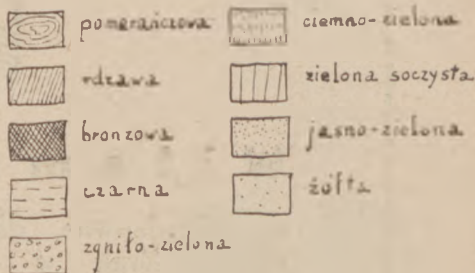 pomarańczowa
rdzawa
bronzowa
czarna
zgniło-zielona
ciemno-zielona
zielona soczysta
jasno-zielona
żółta